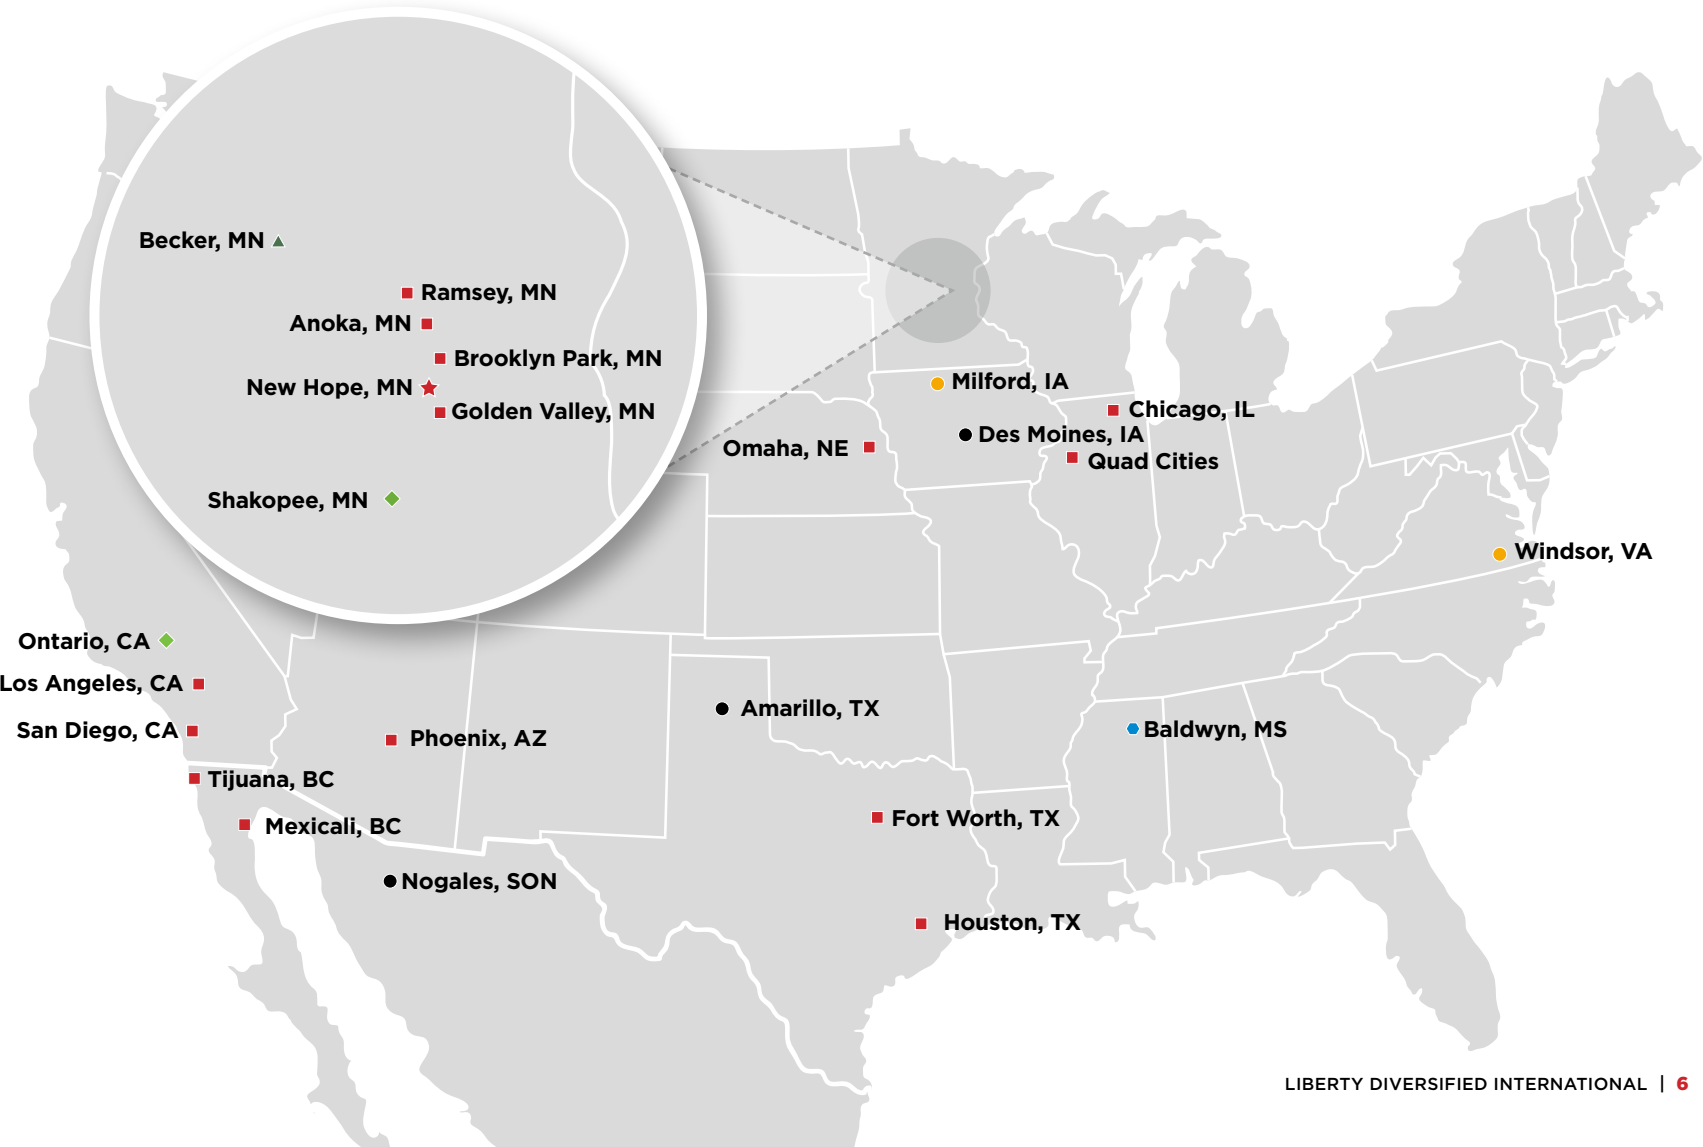 Becker, MN
Ramsey, MN
Anoka, MN
Brooklyn Park, MN
New Hope, MN
Golden Valley, MN
Shakopee, MN
Milford, IA
Chicago, IL
Des Moines, IA
Omaha, NE
Quad Cities
Windsor, VA
Ontario, CA
Los Angeles, CA
San Diego, CA
Tijuana, BC
Mexicali, BC
Phoenix, AZ
Nogales, SON
Amarillo, TX
Baldwyn, MS
Fort Worth, TX
Houston, TX
LIBERTY DIVERSIFIED INTERNATIONAL | 6